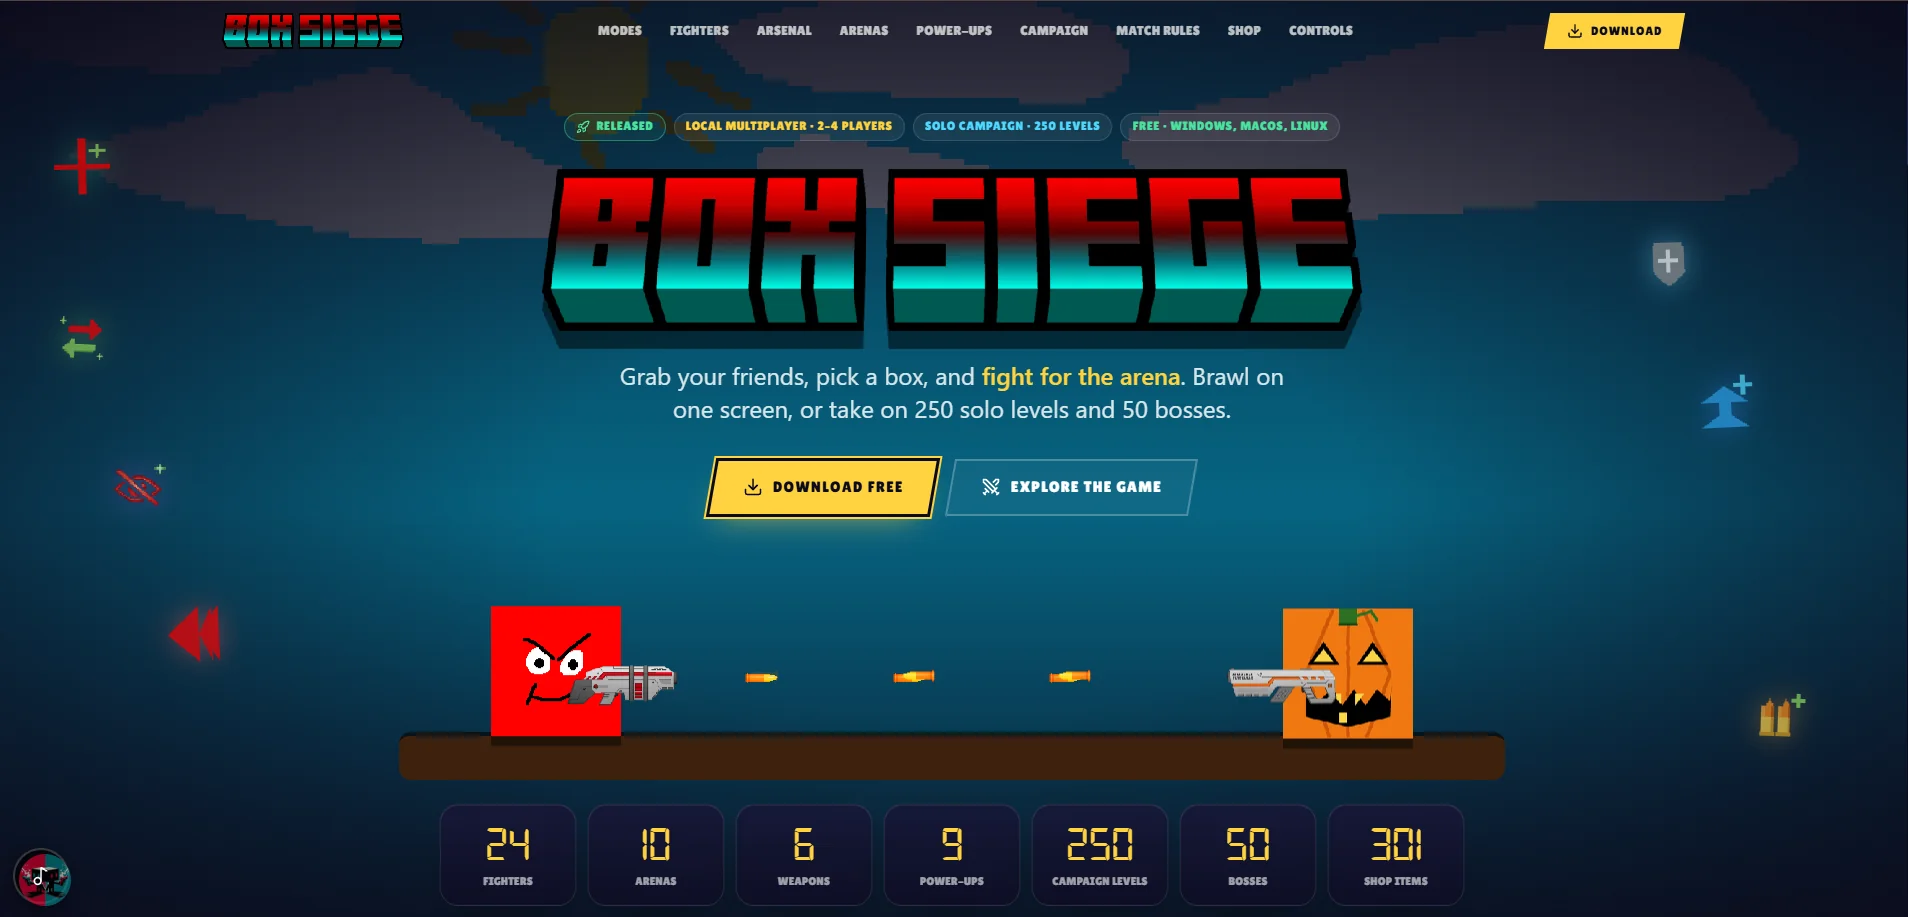 BOX SIEGE
MODES
FIGHTERS
ARSENAL
ARENAS
POWER-UPS
CAMPAIGN
MATCH RULES
SHOP
CONTROLS
DOWNLOAD
RELEASED
LOCAL MULTIPLAYER · 2-4 PLAYERS
SOLO CAMPAIGN · 250 LEVELS
FREE · WINDOWS, MACOS, LINUX
BOX SIEGE
Grab your friends, pick a box, and fight for the arena. Brawl on
one screen, or take on 250 solo levels and 50 bosses.
DOWNLOAD FREE
EXPLORE THE GAME
24
FIGHTERS
10
ARENAS
6
WEAPONS
9
POWER-UPS
250
CAMPAIGN LEVELS
50
BOSSES
301
SHOP ITEMS